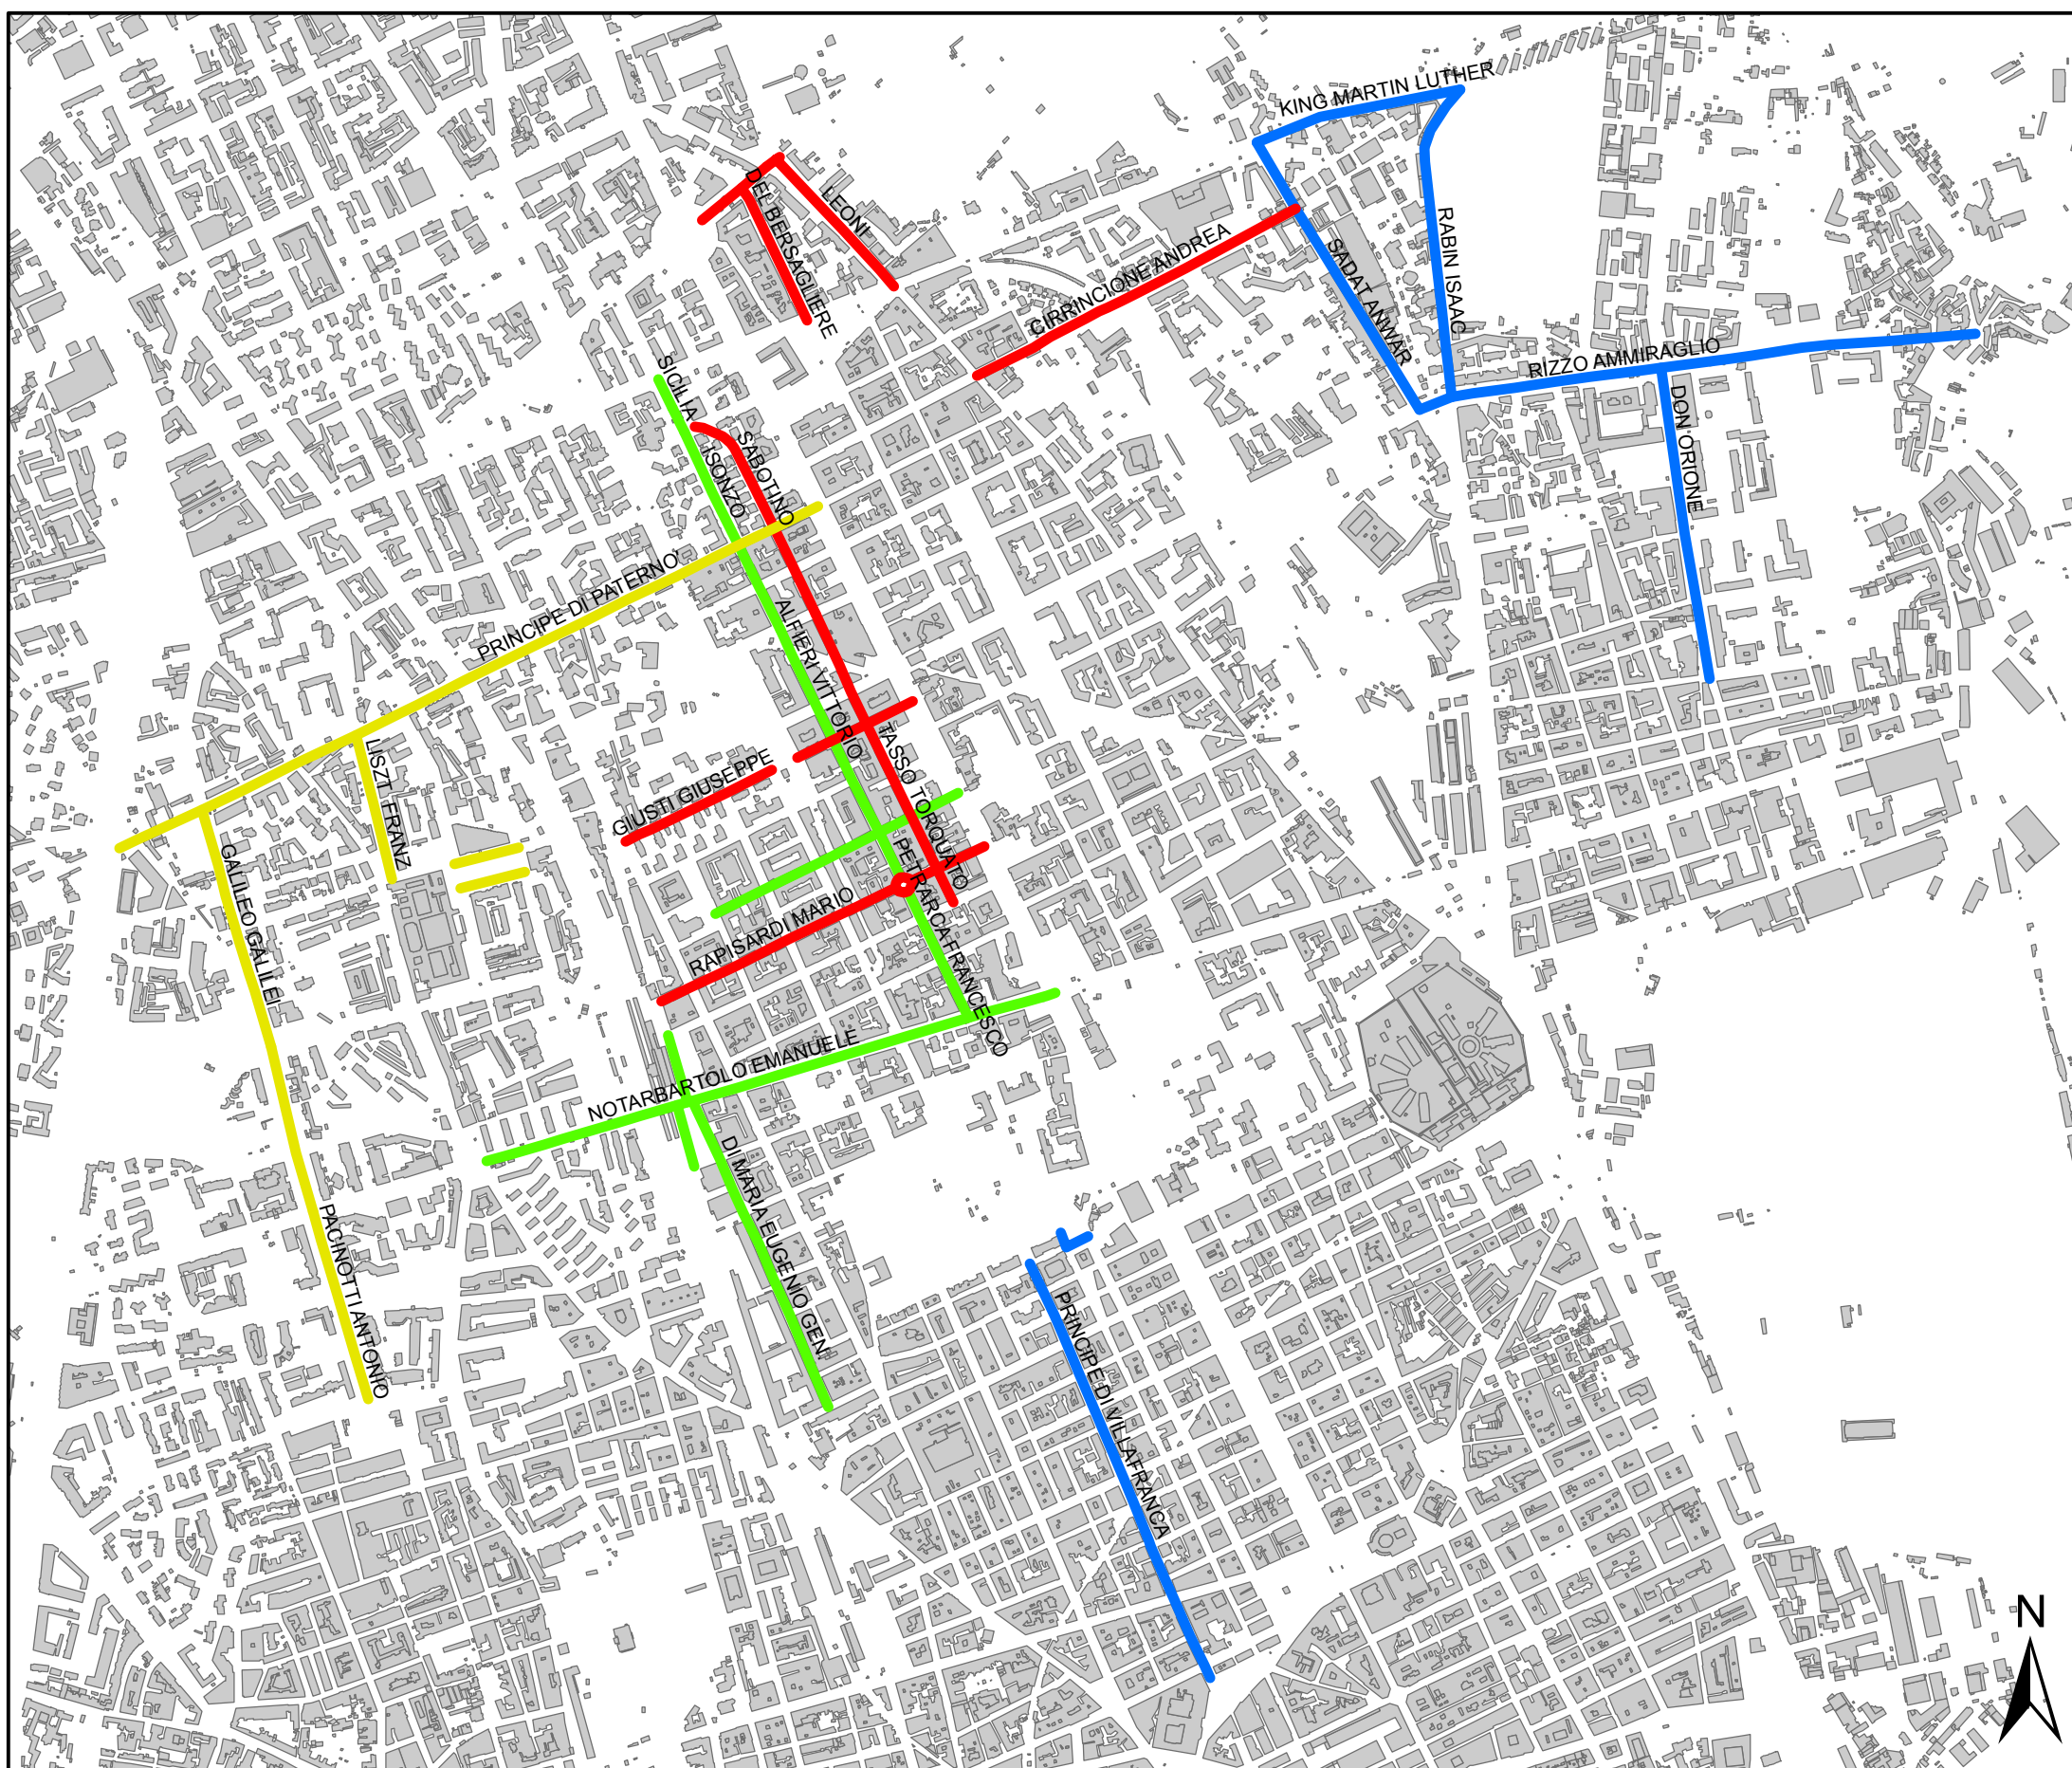 KING MARTIN LUTHER
DEI BERSAGLIERE
LEONI
RABIN ISAAC
CIRRINCIONE ANDREA
SADAT ANWAR
RIZZO AMMIRAGLIO
SICILIA
DON ORIONE
SABOTINO
ISONZO
PRINCIPE DI PATERNO'
ALFIERI VITTORIO
TASSO TORQUATO
LISZT FRANZ
GIUSTI GIUSEPPE
GALILEO GALILEI
PETRARCA FRANCESCO
RAPISARDI MARIO
NOTARBARTOLO EMANUELE
DI MARIA EUGENIO GEN.
PACINOTTI ANTONIO
PRINCIPE DI VILLAFRANCA
N